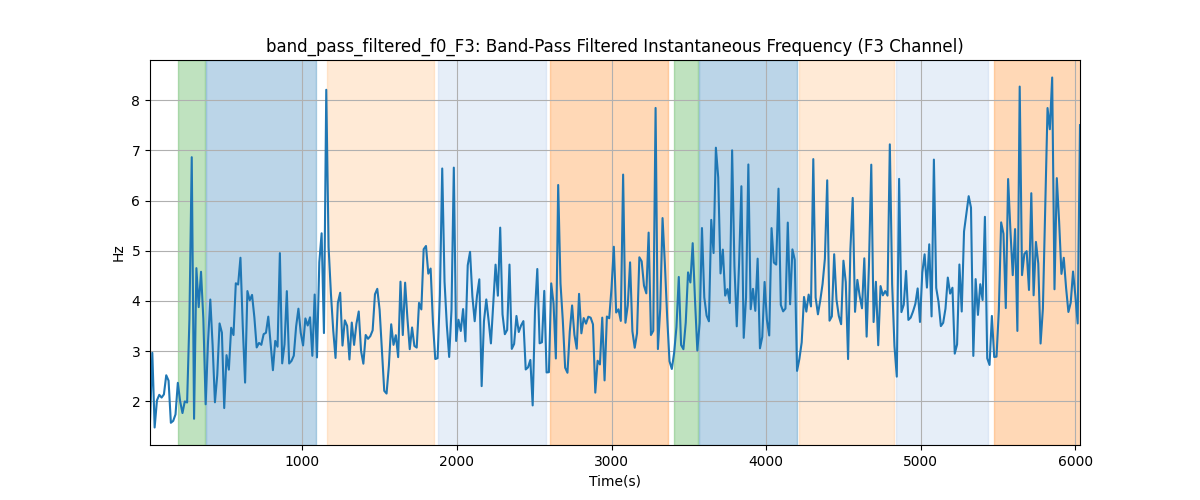 band_pass_filtered_f0_F3: Band-Pass Filtered Instantaneous Frequency (F3 Channel)
8
7
6
5
4
3
2
Hz
1000 2000 3000 4000 5000 6000
Time(s)